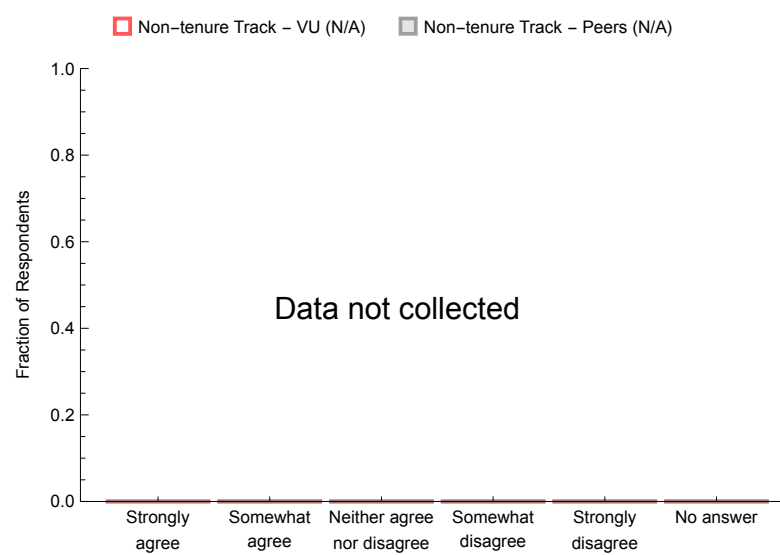 Non−tenure Track − VU (N/A) Non−tenure Track − Peers (N/A)
1.0
0.8
0.6
0.4
0.2
0.0
Fraction of Respondents
Data not collected
Strongly agree
Somewhat agree
Neither agree nor disagree
Somewhat disagree
Strongly disagree
No answer